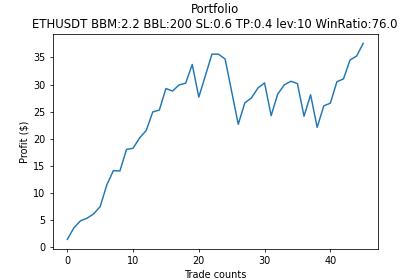 Portfolio
ETHUSDT BBM:2.2 BBL:200 SL:0.6 TP:0.4 lev:10 WinRatio:76.0
35
30
25
20
15
10
5
0
Profit ($)
0 10 20 30 40
Trade counts